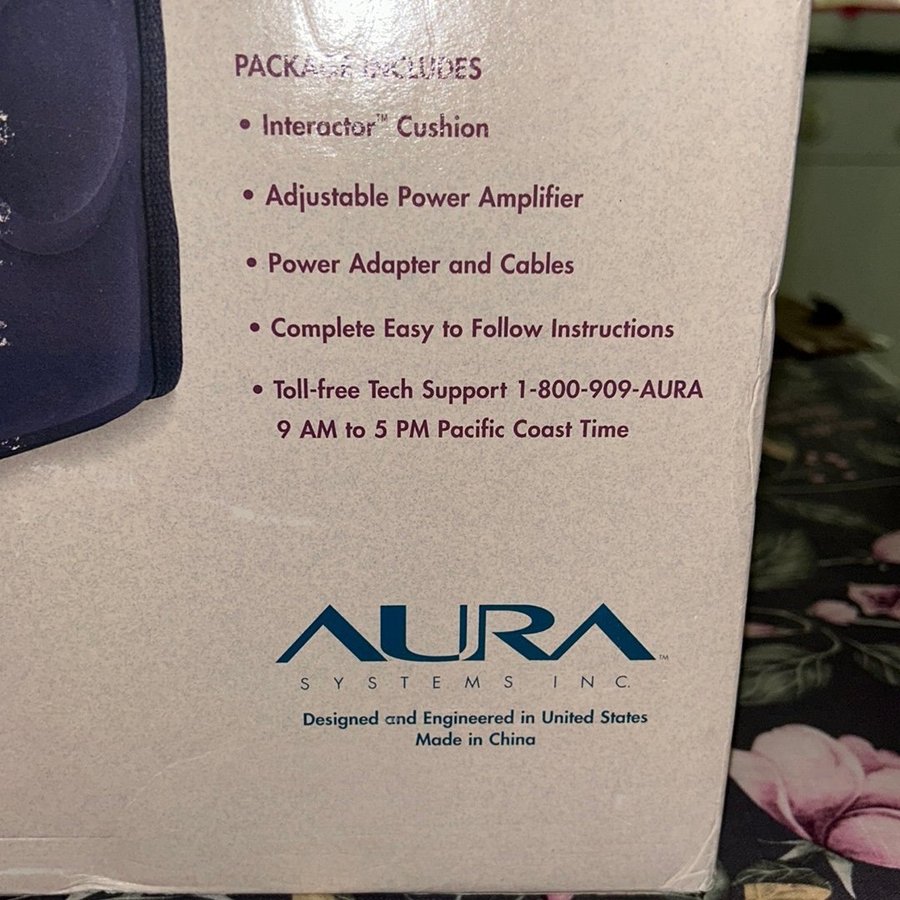 PACKAGE INCLUDES
• Interactor™ Cushion
• Adjustable Power Amplifier
• Power Adapter and Cables
• Complete Easy to Follow Instructions
• Toll-free Tech Support 1-800-909-AURA
9 AM to 5 PM Pacific Coast Time
AURA™
SYSTEMS INC.
Designed and Engineered in United States
Made in China